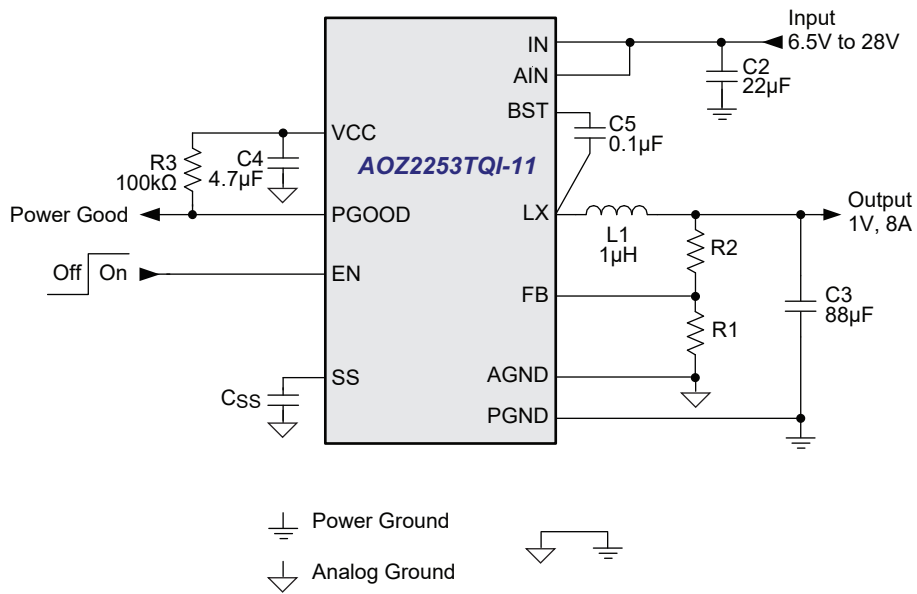 Input
6.5V to 28V
IN
AIN
C2
22µF
BST
C5
0.1µF
VCC
R3
100kΩ
C4
4.7µF
AOZ2253TQI-11
Power Good
PGOOD
LX
L1
1µH
Output
1V, 8A
R2
Off
On
EN
FB
C3
88µF
R1
SS
CSS
AGND
PGND
Power Ground
Analog Ground